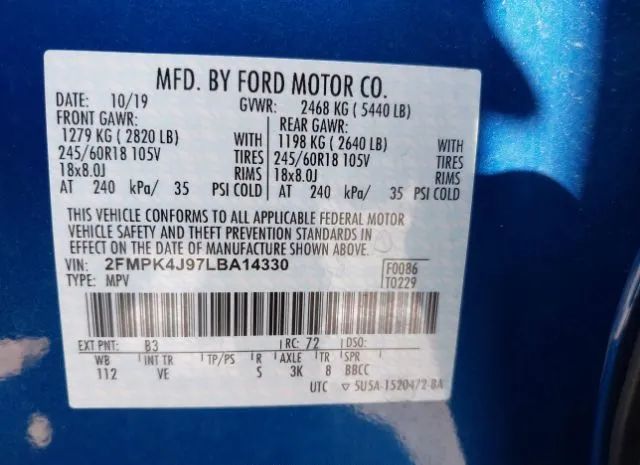 MFD. BY FORD MOTOR CO.
DATE: 10/19 GVWR: 2468 KG (5440 LB)
FRONT GAWR: REAR GAWR:
1279 KG (2820 LB) WITH 1198 KG (2640 LB) WITH
245/60R18 105V TIRES 245/60R18 105V TIRES
18x8.0J RIMS 18x8.0J RIMS
AT 240 kPa/ 35 PSI COLD AT 240 kPa/ 35 PSI COLD
THIS VEHICLE CONFORMS TO ALL APPLICABLE FEDERAL MOTOR
VEHICLE SAFETY AND THEFT PREVENTION STANDARDS IN
EFFECT ON THE DATE OF MANUFACTURE SHOWN ABOVE.
VIN: 2FMPK4J97LBA14330 F0086
TYPE: MPV T0229
EXT PNT: B3 RC: 72 DSO:
WB INT TR TP/PS R AXLE TR SPR
112 VE S 3K 8 BBCC
UTC ▽ 5U5A-1520472-BA